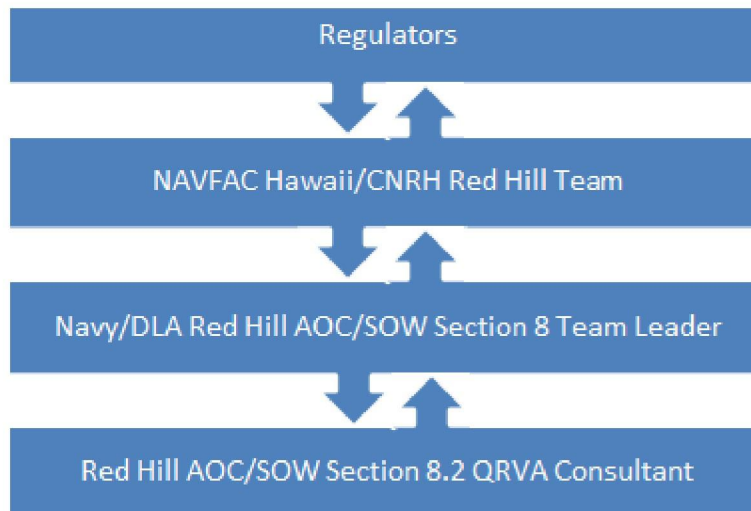 Regulators
NAVFAC Hawaii/CNRH Red Hill Team
Navy/DLA Red Hill AOC/SOW Section 8 Team Leader
Red Hill AOC/SOW Section 8.2 QRVA Consultant